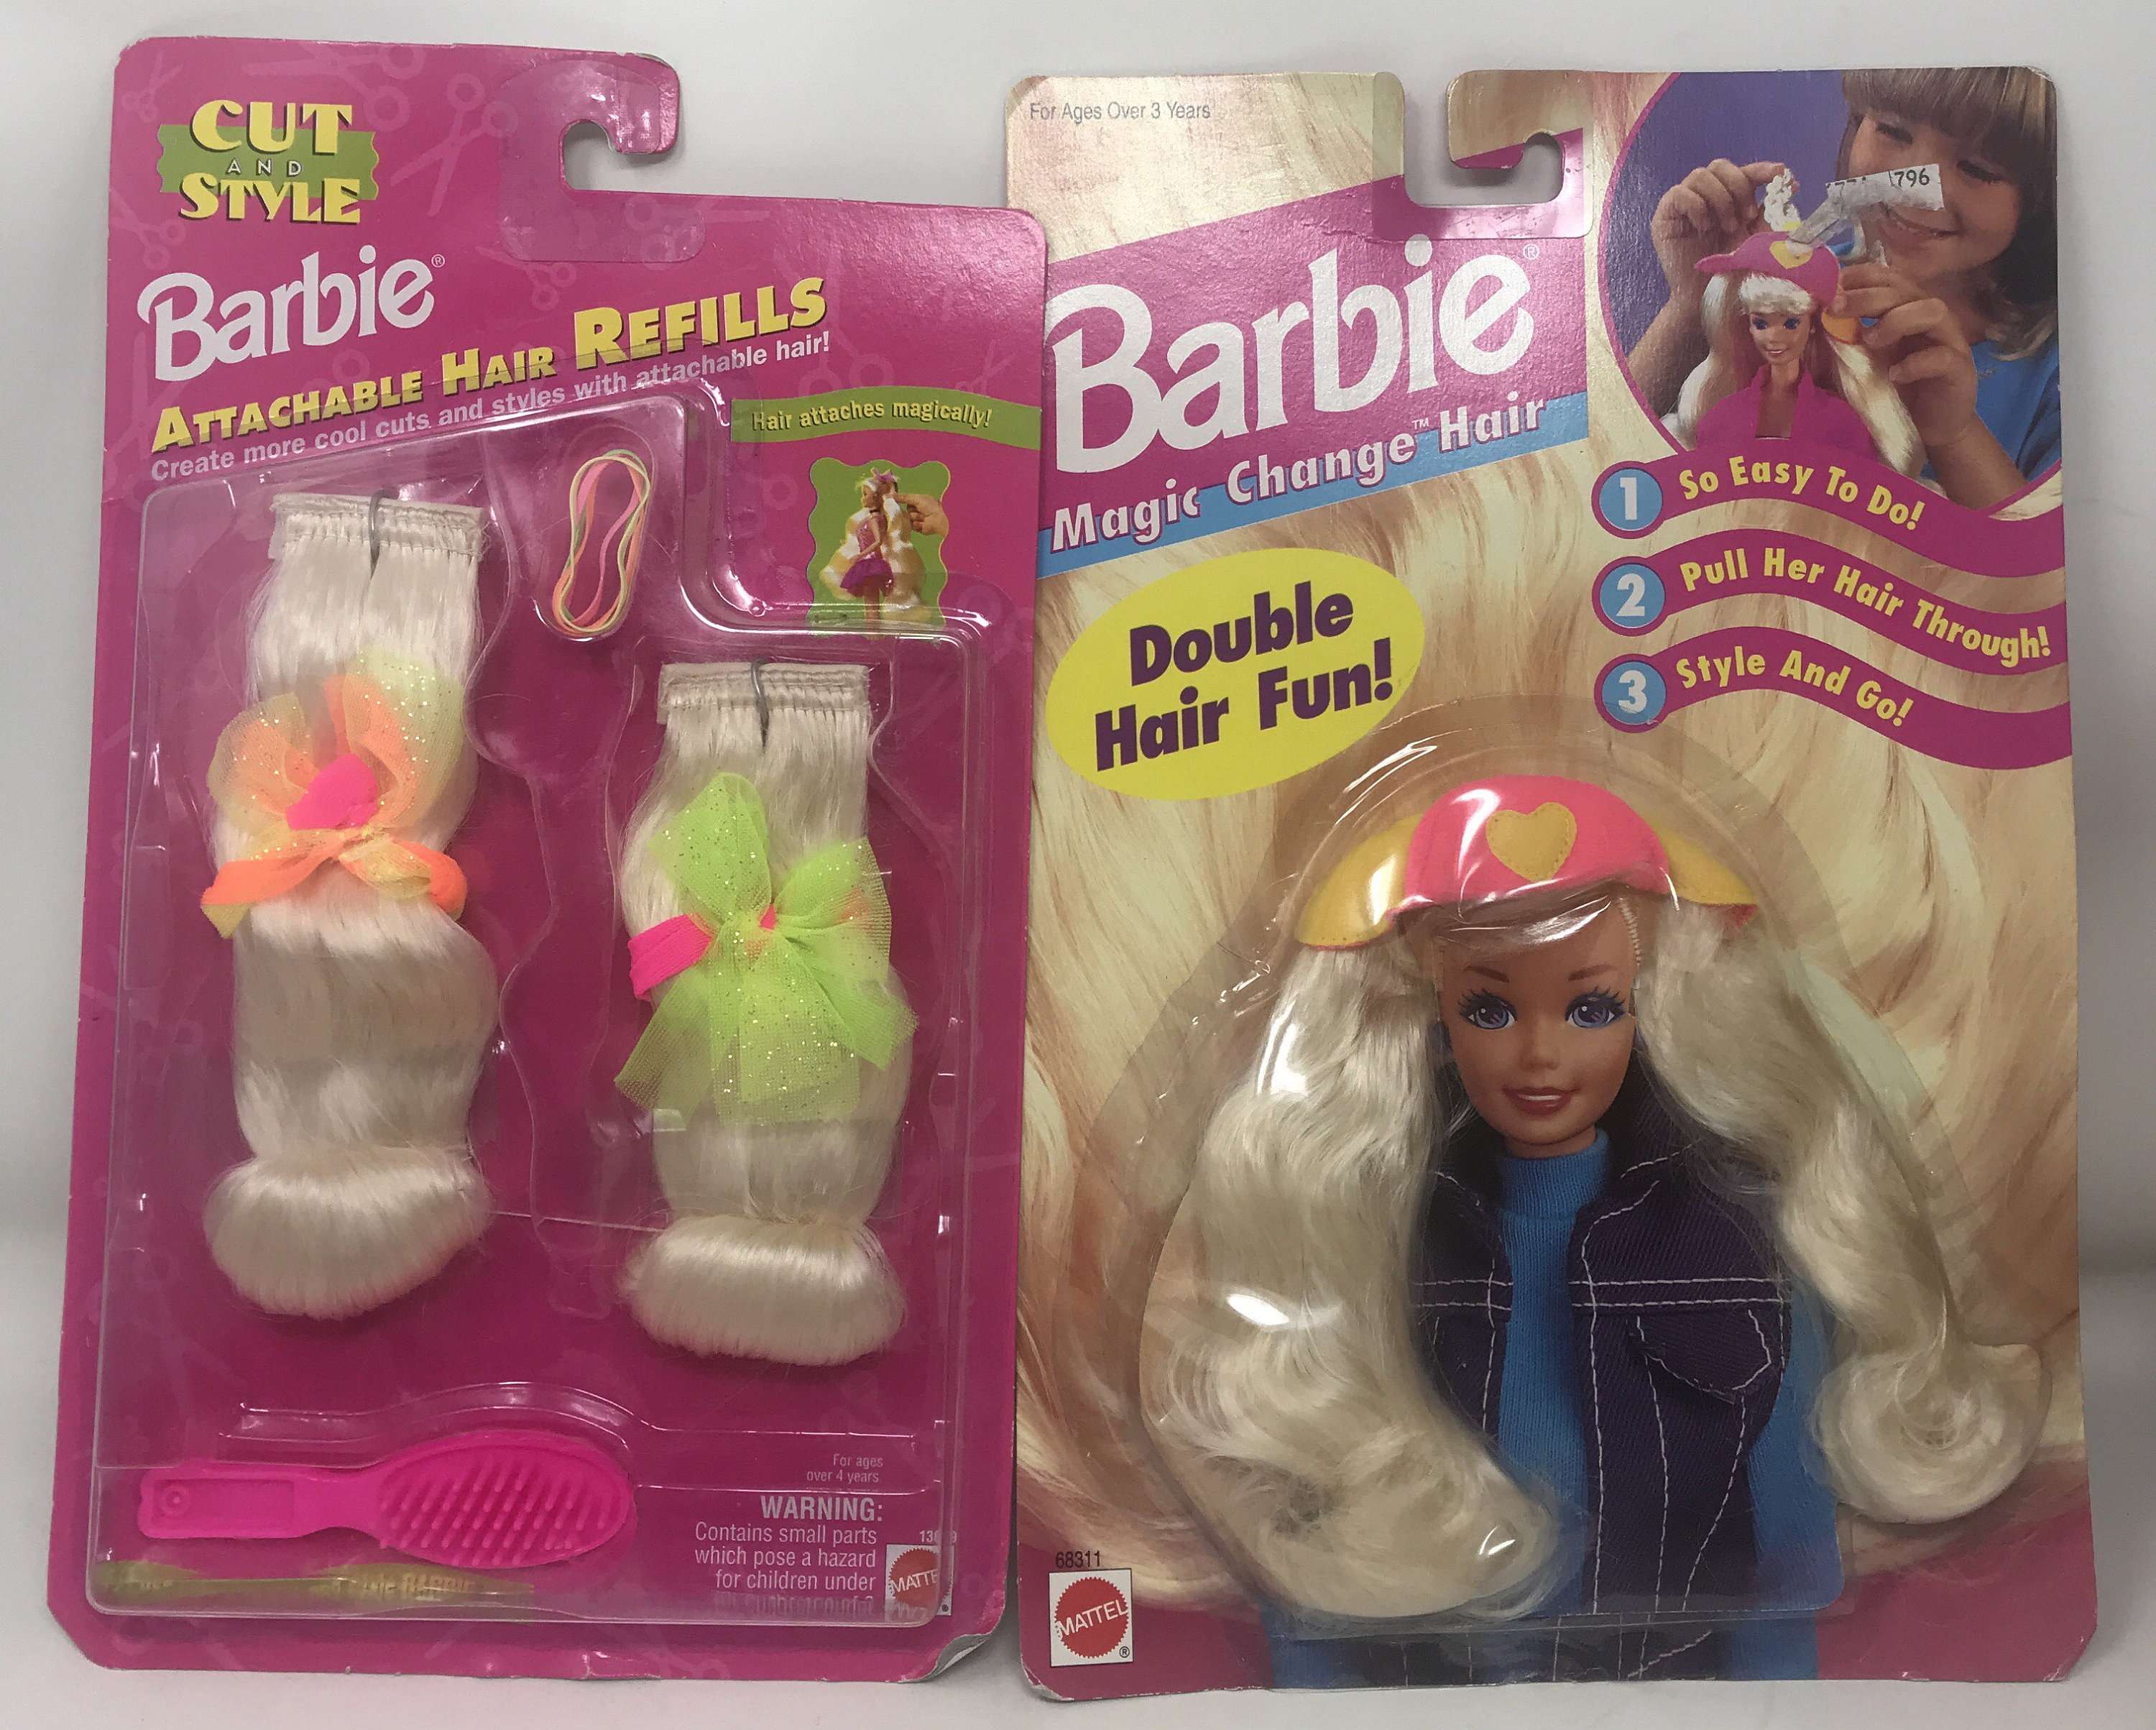 CUT
AND
STYLE
Barbie®
ATTACHABLE HAIR REFILLS
Create more cool cuts and styles with attachable hair!
Hair attaches magically!
For ages
over 4 years
WARNING:
Contains small parts
which pose a hazard
for children under
MATTEL
For Ages Over 3 Years
796
Barbie®
Magic Change™ Hair
Double
Hair Fun!
1 So Easy To Do!
2 Pull Her Hair Through!
3 Style And Go!
68311
MATTEL
®